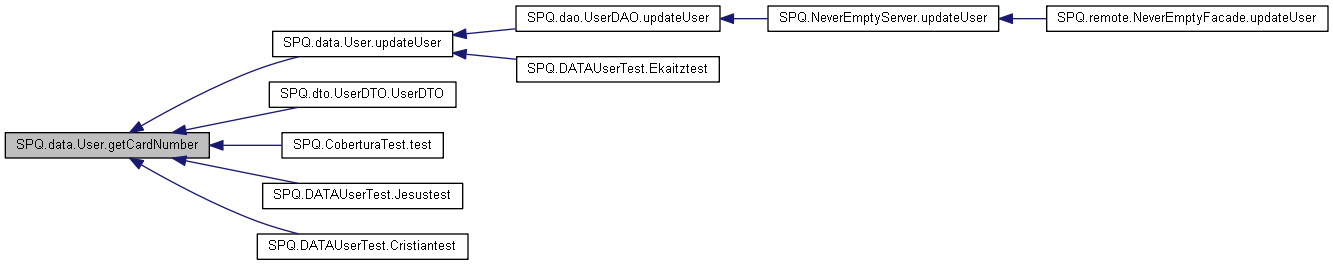 SPQ.dao.UserDAO.updateUser
SPQ.NeverEmptyServer.updateUser
SPQ.remote.NeverEmptyFacade.updateUser
SPQ.data.User.updateUser
SPQ.DATAUserTest.Ekaitztest
SPQ.dto.UserDTO.UserDTO
SPQ.data.User.getCardNumber
SPQ.CoberturaTest.test
SPQ.DATAUserTest.Jesustest
SPQ.DATAUserTest.Cristiantest